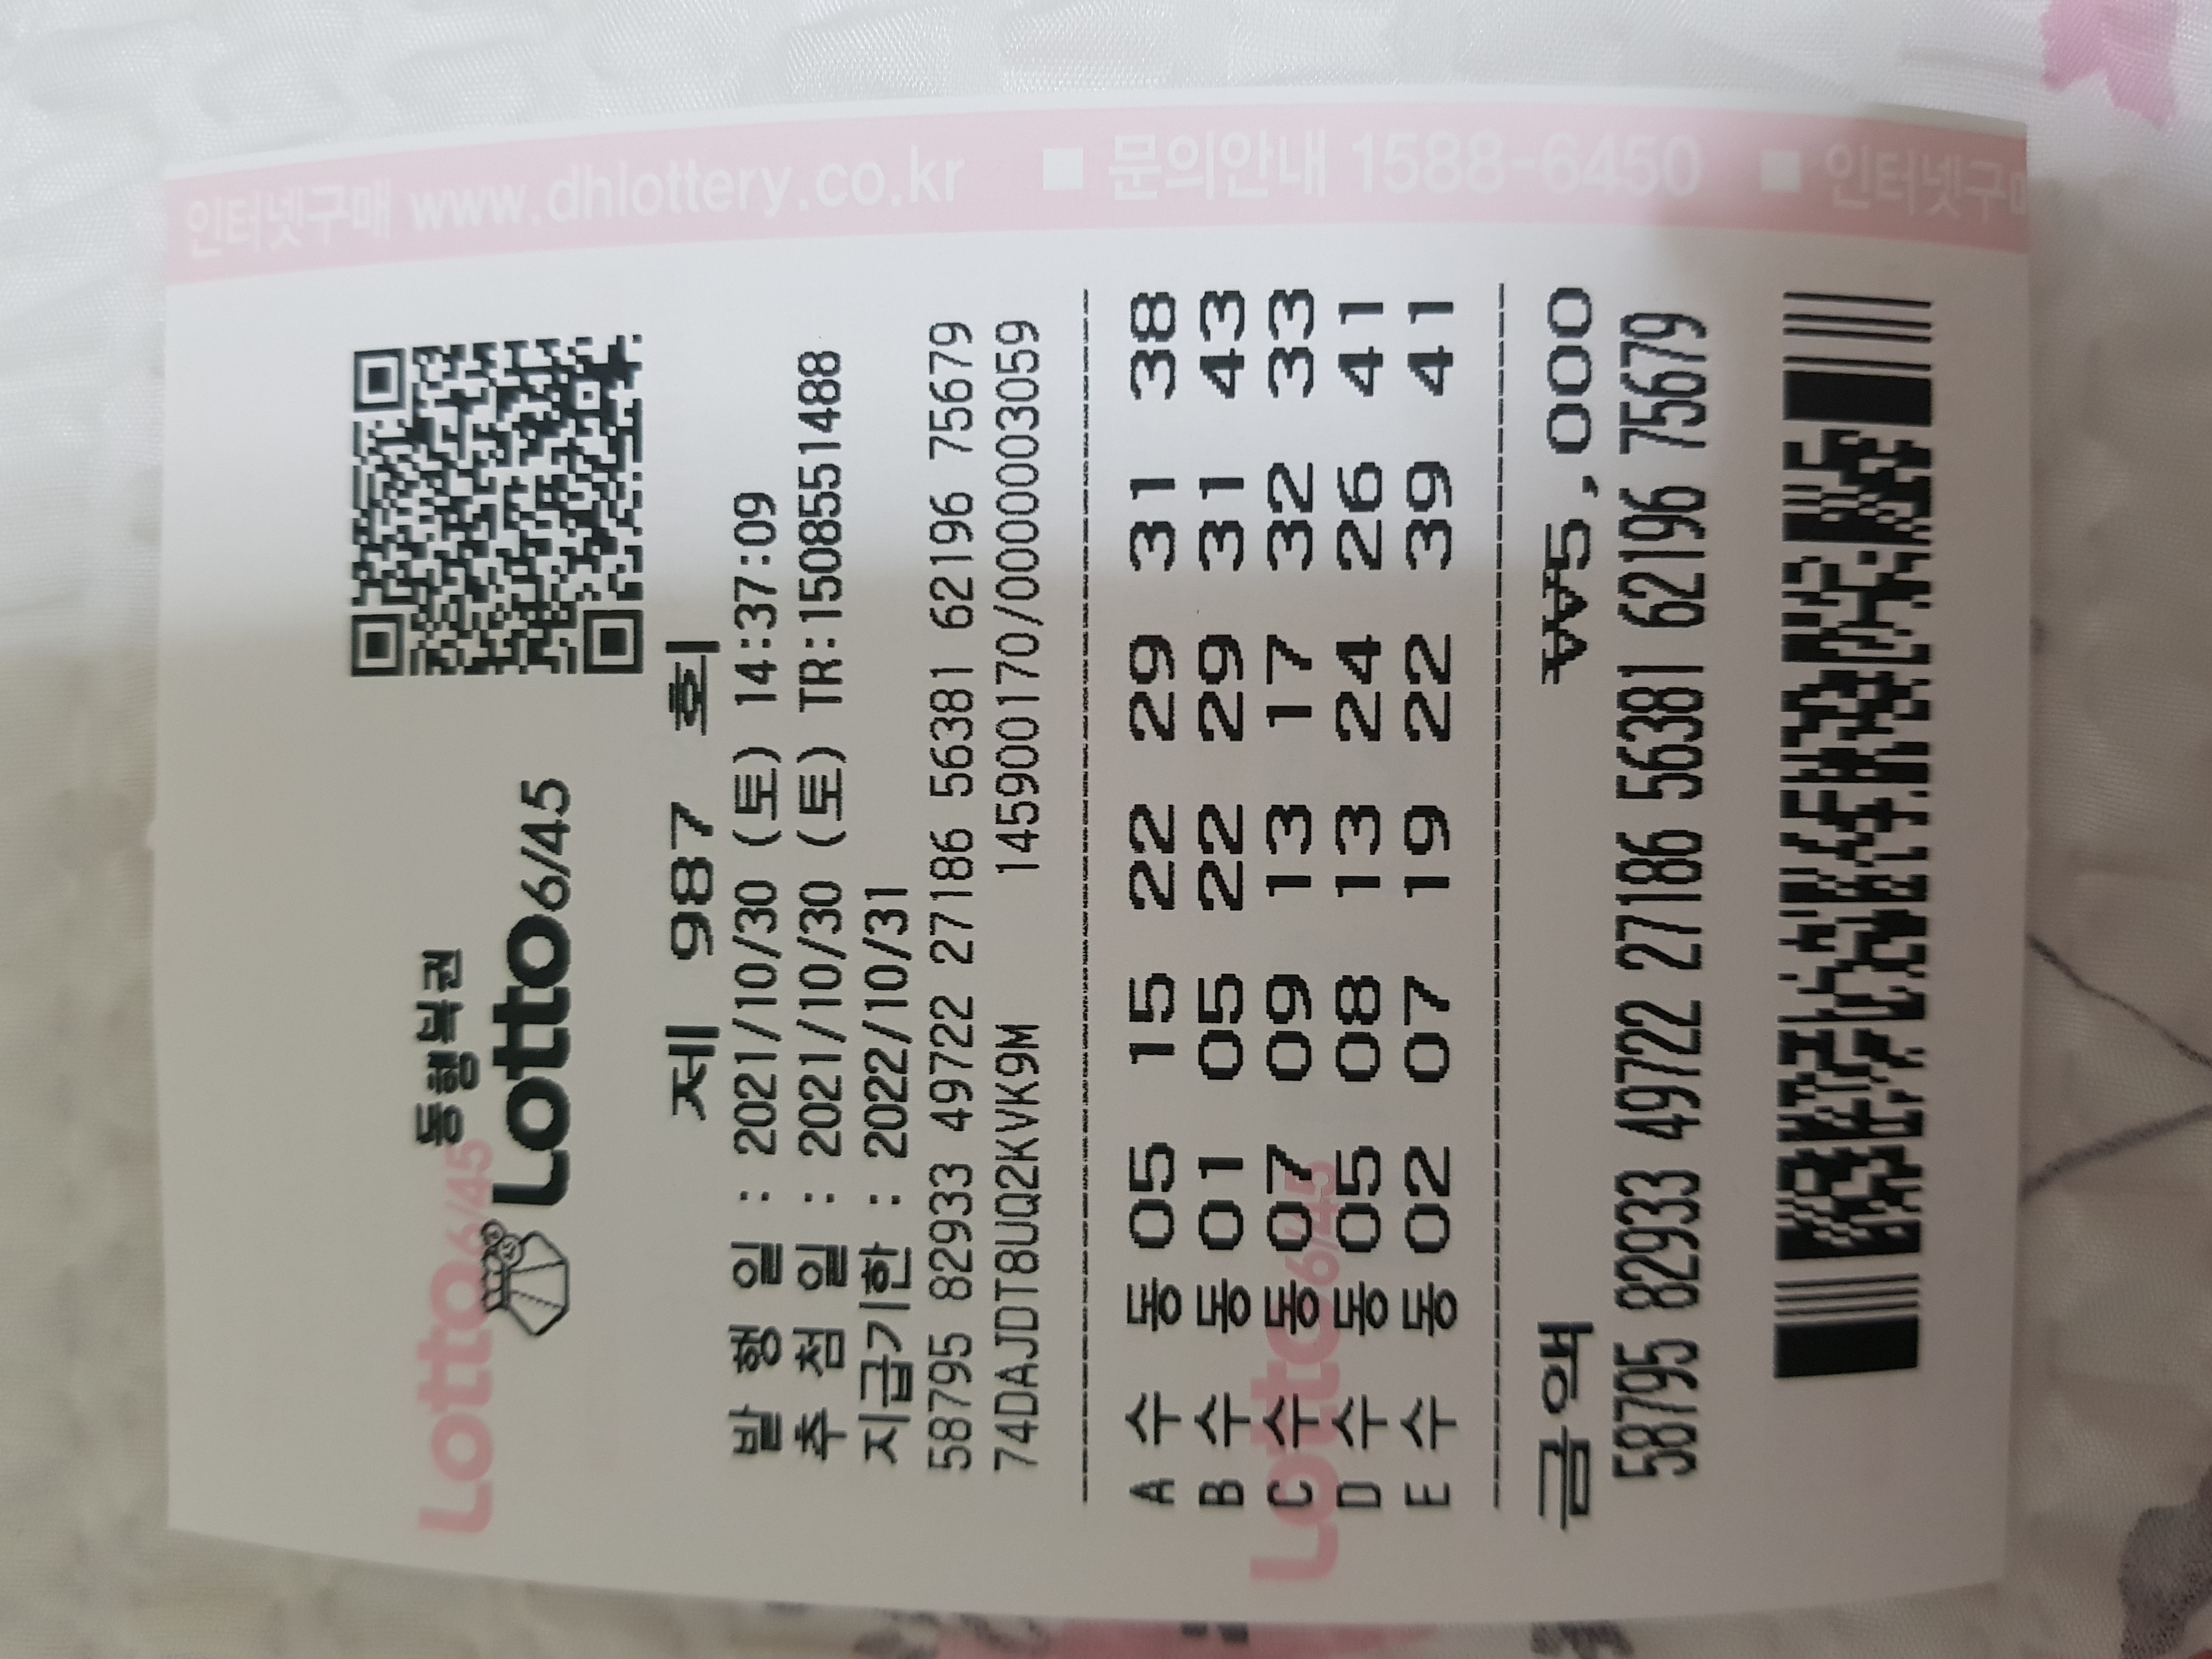 인터넷구매 www.dhlottery.co.kr ■ 문의안내 1588-6450 ■ 인터넷구매
Lotto6/45
동행복권
Lotto6/45
제 987 회
발 행 일 : 2021/10/30 (토) 14:37:09
추 첨 일 : 2021/10/30 (토) TR:1508551488
지급기한 : 2022/10/31
58795 82933 49722 27186 56381 62196 75679
74DAJDT8UQ2KVK9M 145900170/0000003059
A 수동 05 15 22 29 31 38
B 수동 01 05 22 29 31 43
C 수동 07 09 13 17 32 33
D 수동 05 08 13 24 26 41
E 수동 02 07 19 22 39 41
Lotto6/45
금액 ₩5,000
58795 82933 49722 27186 56381 62196 75679